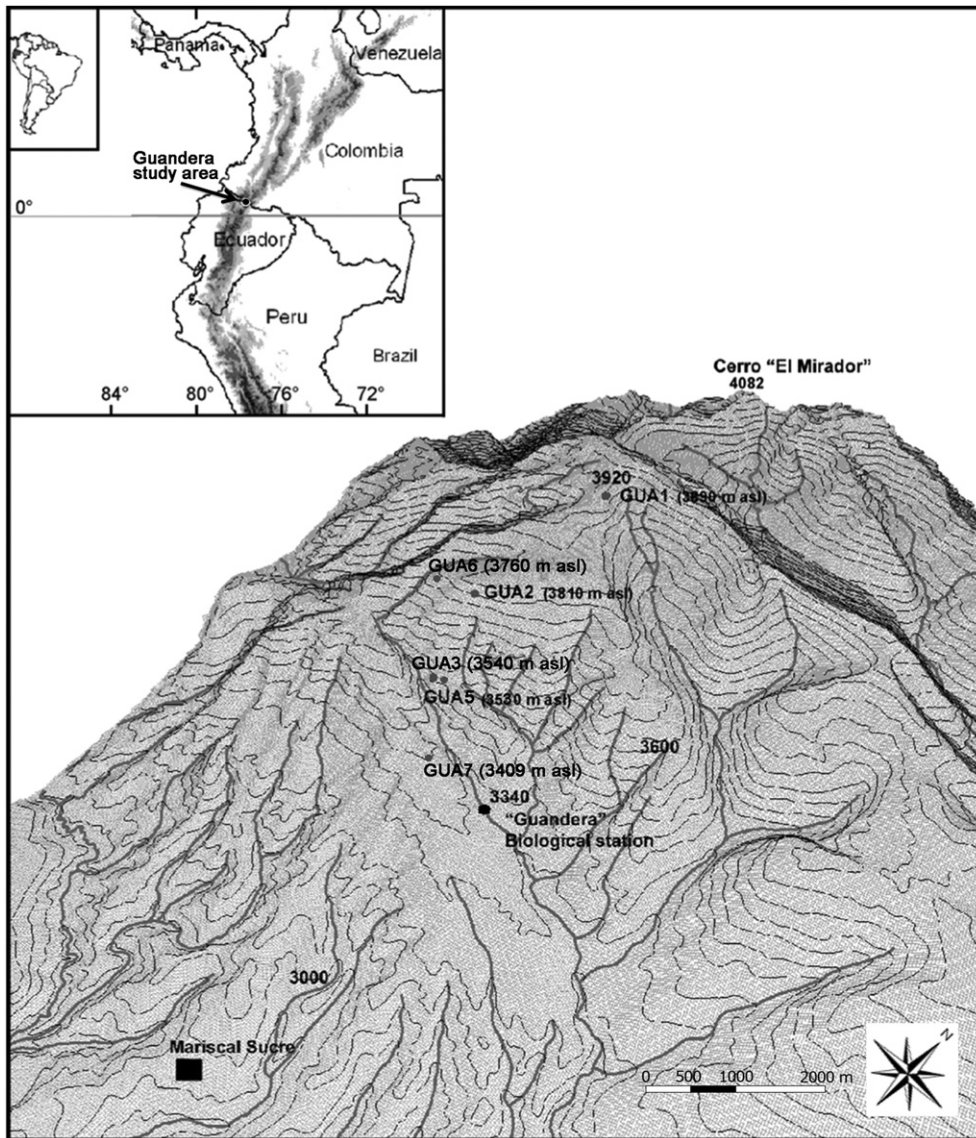 Panama
Venezuela
Colombia
Guandera
study area
0°
Ecuador
Peru
Brazil
84°
80°
76°
72°
Cerro “El Mirador”
4082
3920
GUA1 (3890 m asl)
GUA6 (3760 m asl)
GUA2 (3810 m asl)
GUA3 (3540 m asl)
GUA5 (3530 m asl)
3600
GUA7 (3409 m asl)
3340
“Guandera”
Biological station
3000
Mariscal Sucre
N
0
500
1000
2000 m